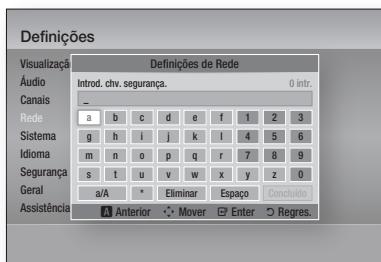 Definições
Visualizaçã
Definições de Rede
Áudio
Introd. chv. segurança. 0 intr.
Canais
_
Rede
a b c d e f 1 2 3
Sistema
g h i j k l 4 5 6
Idioma
m n o p q r 7 8 9
Segurança
s t u v w x y z 0
Geral
a/A * Eliminar Espaço Concluído
Assistência
A Anterior Mover Enter Regres.